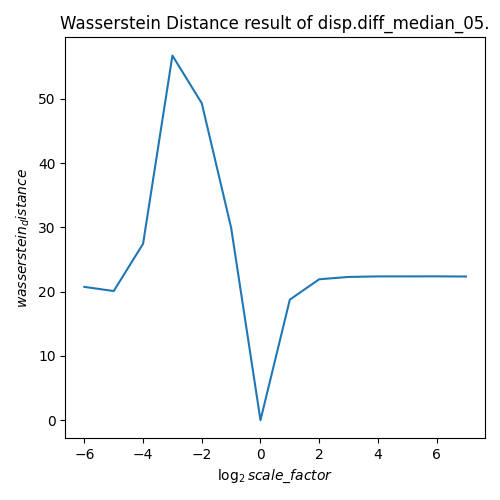 Wasserstein Distance result of disp.diff_median_05.
50
40
30
20
10
0
wasserstein_distance
−6 −4 −2 0 2 4 6
log₂ scale_factor